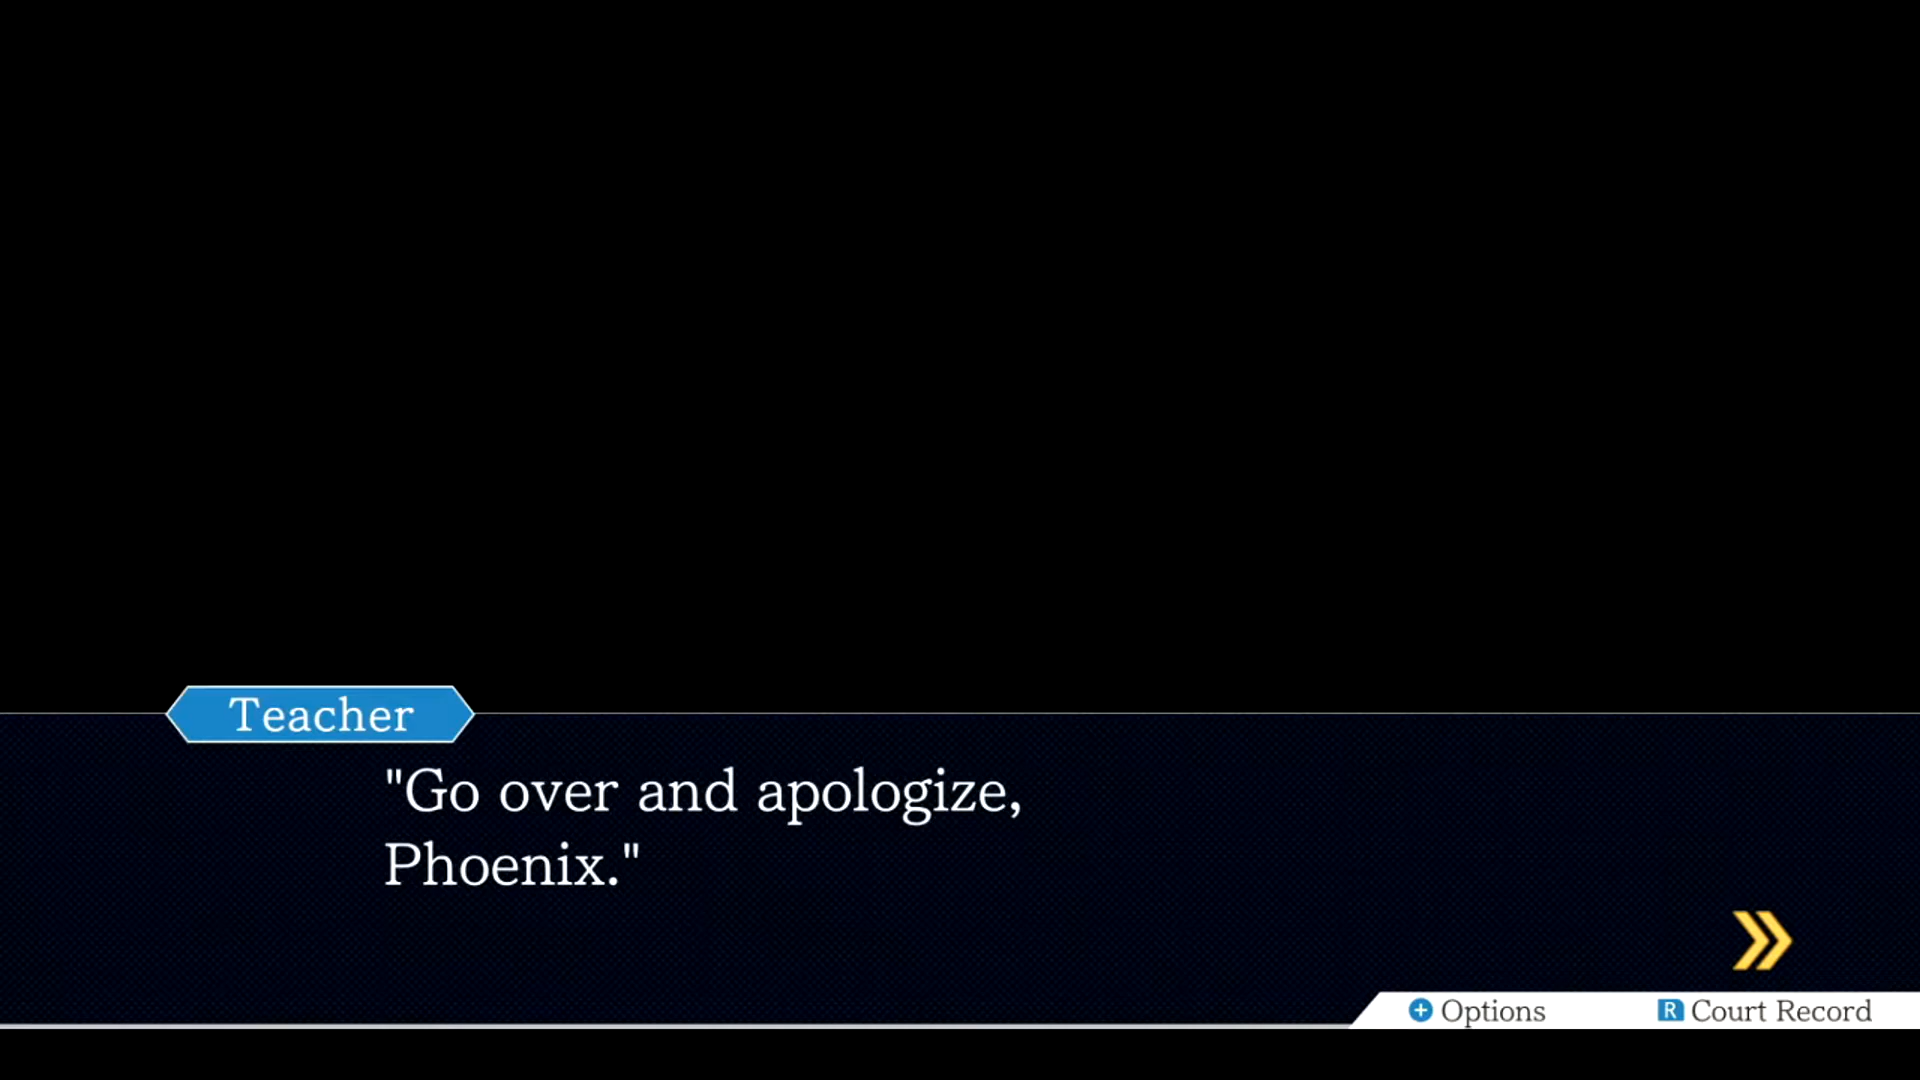 Teacher
"Go over and apologize,
Phoenix."
+ Options
R Court Record